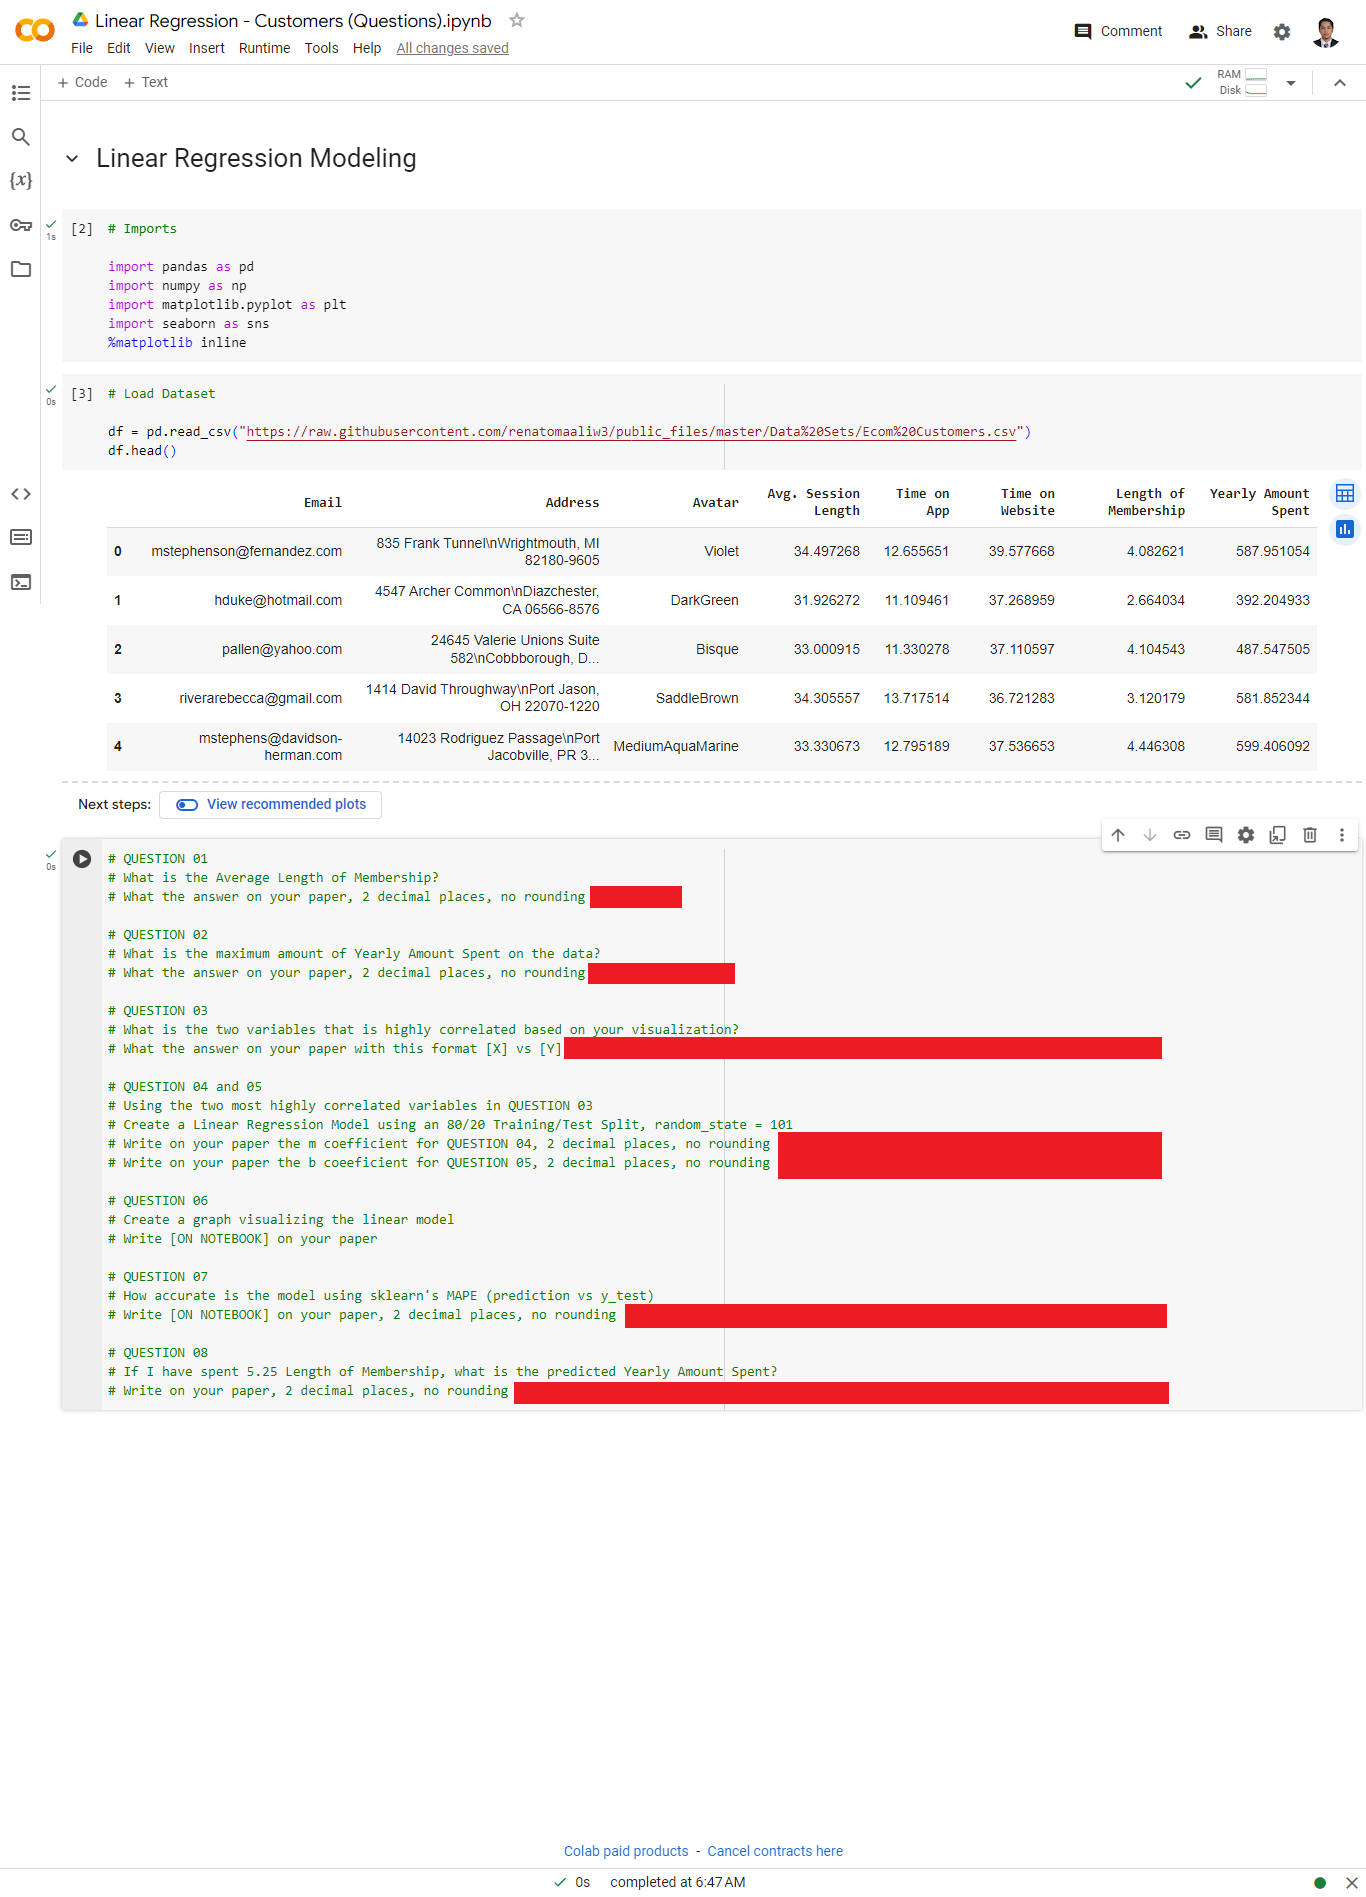 Linear Regression - Customers (Questions).ipynb
File Edit View Insert Runtime Tools Help All changes saved
Comment Share
+ Code + Text
RAM
Disk
Linear Regression Modeling
{x}
1s
[2] # Imports
import pandas as pd
import numpy as np
import matplotlib.pyplot as plt
import seaborn as sns
%matplotlib inline
0s
[3] # Load Dataset
df = pd.read_csv("https://raw.githubusercontent.com/renatomaaliw3/public_files/master/Data%20Sets/Ecom%20Customers.csv")
df.head()
Email Address Avatar Avg. Session Length Time on App Time on Website Length of Membership Yearly Amount Spent
0 mstephenson@fernandez.com 835 Frank Tunnel\nWrightmouth, MI 82180-9605 Violet 34.497268 12.655651 39.577668 4.082621 587.951054
1 hduke@hotmail.com 4547 Archer Common\nDiazchester, CA 06566-8576 DarkGreen 31.926272 11.109461 37.268959 2.664034 392.204933
2 pallen@yahoo.com 24645 Valerie Unions Suite 582\nCobbborough, D... Bisque 33.000915 11.330278 37.110597 4.104543 487.547505
3 riverarebecca@gmail.com 1414 David Throughway\nPort Jason, OH 22070-1220 SaddleBrown 34.305557 13.717514 36.721283 3.120179 581.852344
4 mstephens@davidson-herman.com 14023 Rodriguez Passage\nPort Jacobville, PR 3... MediumAquaMarine 33.330673 12.795189 37.536653 4.446308 599.406092
Next steps: View recommended plots
0s
# QUESTION 01
# What is the Average Length of Membership?
# What the answer on your paper, 2 decimal places, no rounding
# QUESTION 02
# What is the maximum amount of Yearly Amount Spent on the data?
# What the answer on your paper, 2 decimal places, no rounding
# QUESTION 03
# What is the two variables that is highly correlated based on your visualization?
# What the answer on your paper with this format [X] vs [Y]
# QUESTION 04 and 05
# Using the two most highly correlated variables in QUESTION 03
# Create a Linear Regression Model using an 80/20 Training/Test Split, random_state = 101
# Write on your paper the m coefficient for QUESTION 04, 2 decimal places, no rounding
# Write on your paper the b coeeficient for QUESTION 05, 2 decimal places, no rounding
# QUESTION 06
# Create a graph visualizing the linear model
# Write [ON NOTEBOOK] on your paper
# QUESTION 07
# How accurate is the model using sklearn's MAPE (prediction vs y_test)
# Write [ON NOTEBOOK] on your paper, 2 decimal places, no rounding
# QUESTION 08
# If I have spent 5.25 Length of Membership, what is the predicted Yearly Amount Spent?
# Write on your paper, 2 decimal places, no rounding
Colab paid products - Cancel contracts here
0s completed at 6:47 AM